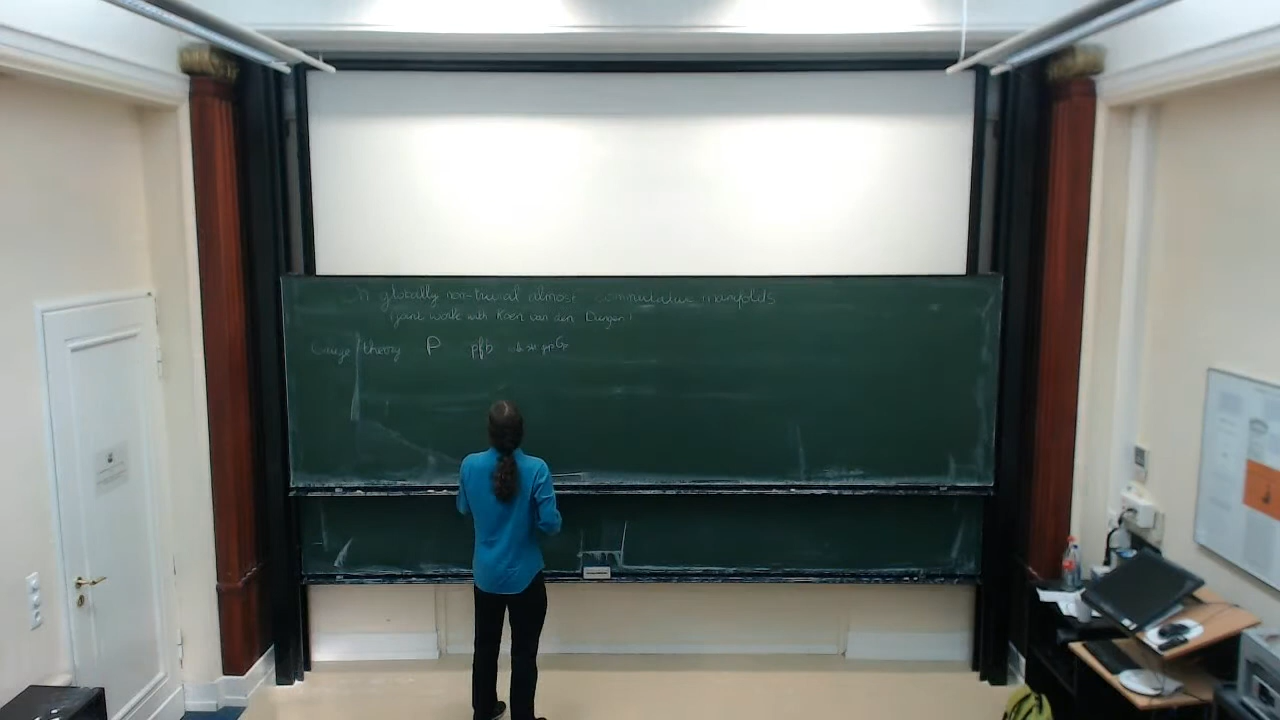 On globally non-trivial almost commutative manifolds
(joint work with Koen van den Dungen)
Gauge theory P pfb